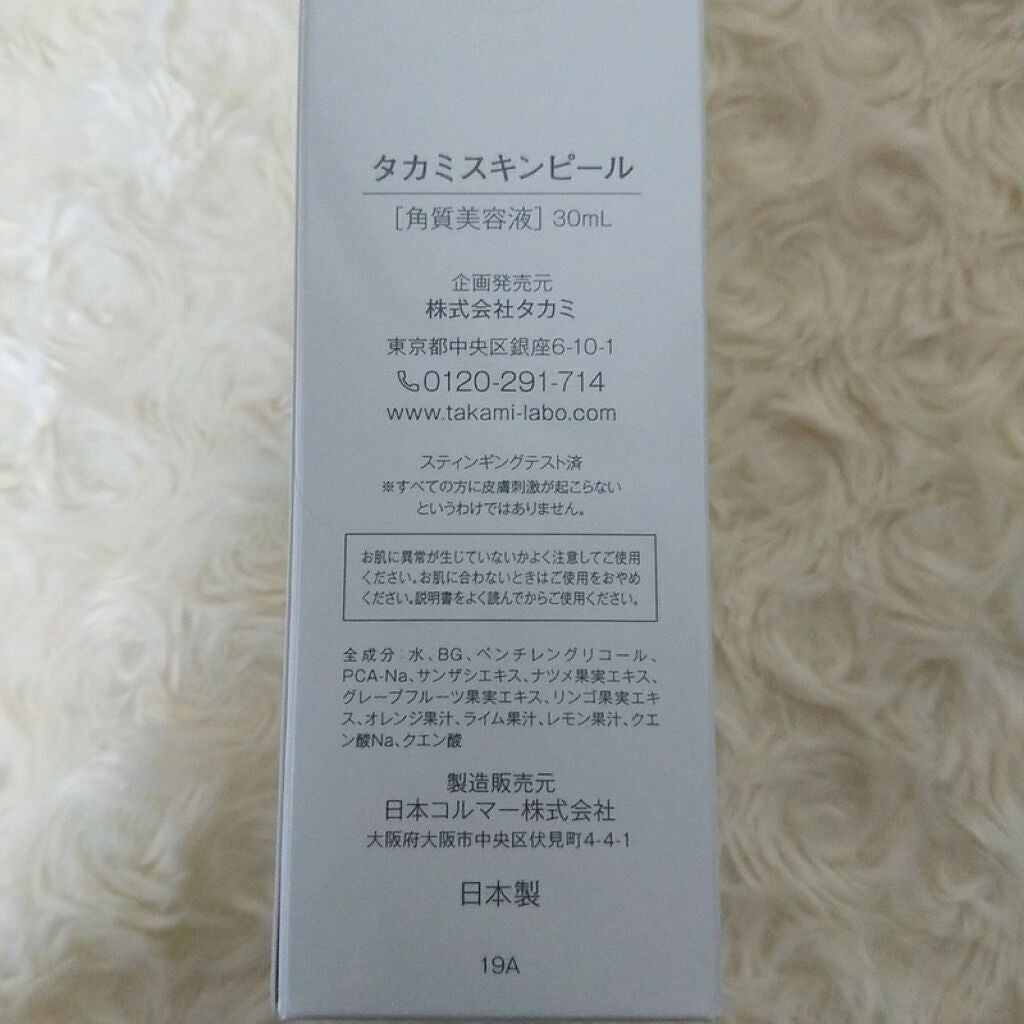 タカミスキンピール
［角質美容液］30mL
企画発売元
株式会社タカミ
東京都中央区銀座6-10-1
0120-291-714
www.takami-labo.com
スティンギングテスト済
※すべての方に皮膚刺激が起こらない
というわけではありません。
お肌に異常が生じていないかよく注意してご使用
ください。お肌に合わないときはご使用をおやめ
ください。説明書をよく読んでからご使用ください。
全成分:水、BG、ペンチレングリコール、
PCA-Na、サンザシエキス、ナツメ果実エキス、
グレープフルーツ果実エキス、リンゴ果実エキ
ス、オレンジ果汁、ライム果汁、レモン果汁、クエ
ン酸Na、クエン酸
製造販売元
日本コルマー株式会社
大阪府大阪市中央区伏見町4-4-1
日本製
19A